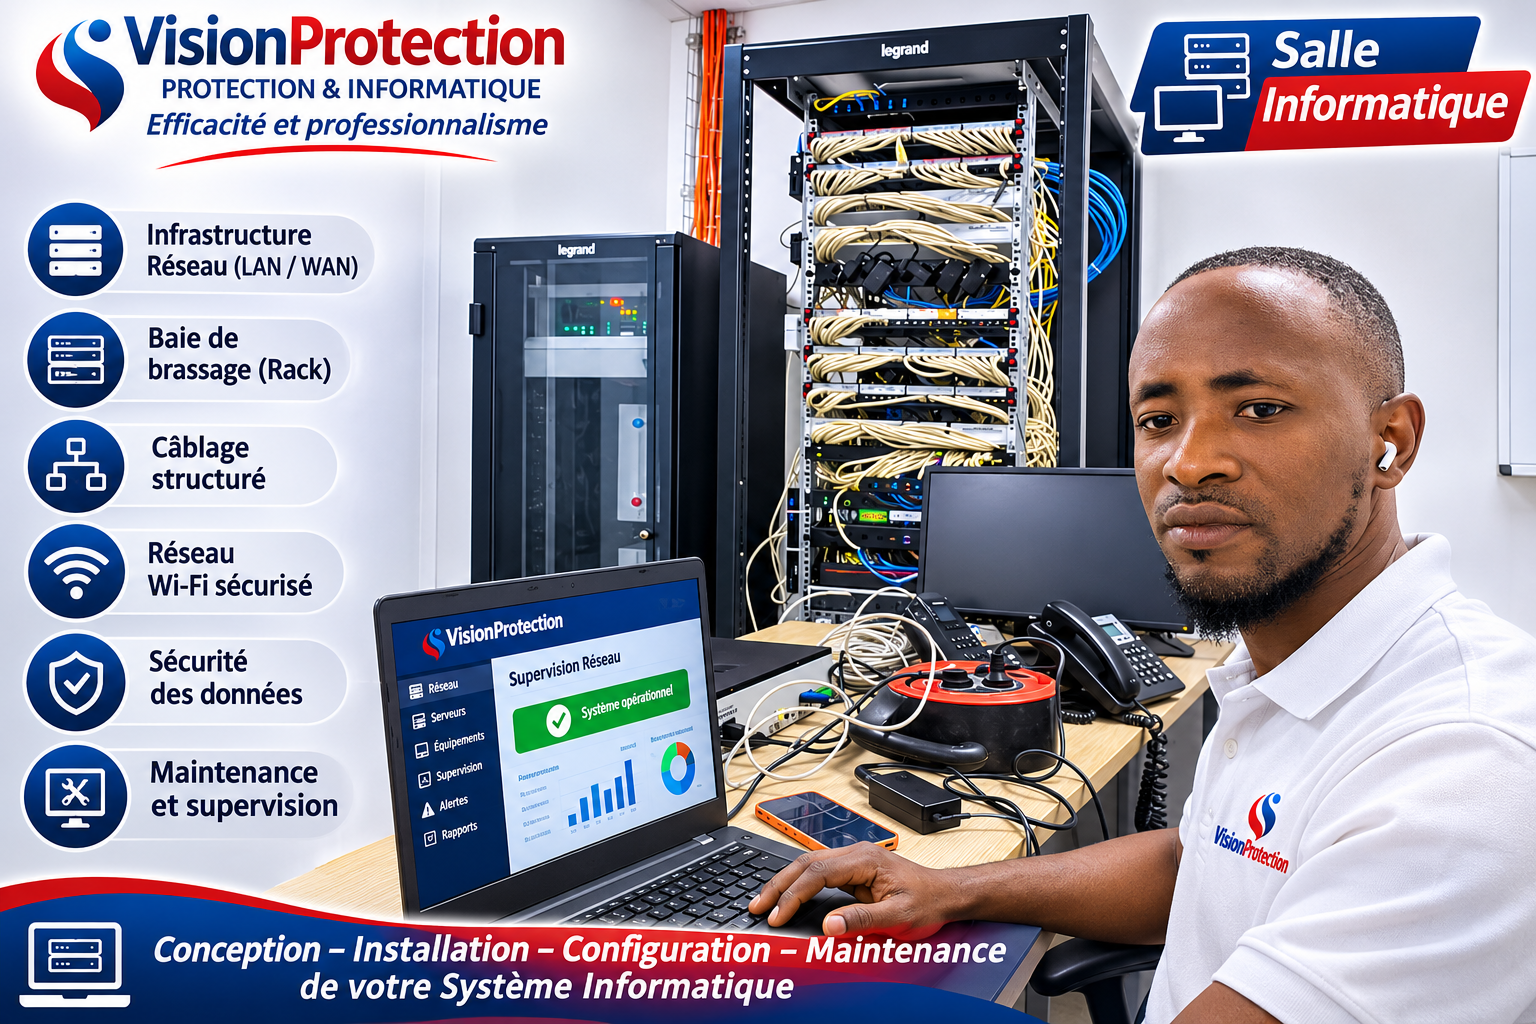 VisionProtection
PROTECTION & INFORMATIQUE
Efficacité et professionnalisme
Salle
Informatique
legrand
legrand
Infrastructure
Réseau (LAN / WAN)
Baie de
brassage (Rack)
Câblage
structuré
Réseau
Wi-Fi sécurisé
Sécurité
des données
Maintenance
et supervision
VisionProtection
Réseau
Serveurs
Équipements
Supervision
Alertes
Rapports
Supervision Réseau
Système opérationnel
VisionProtection
Conception – Installation – Configuration – Maintenance
de votre Système Informatique